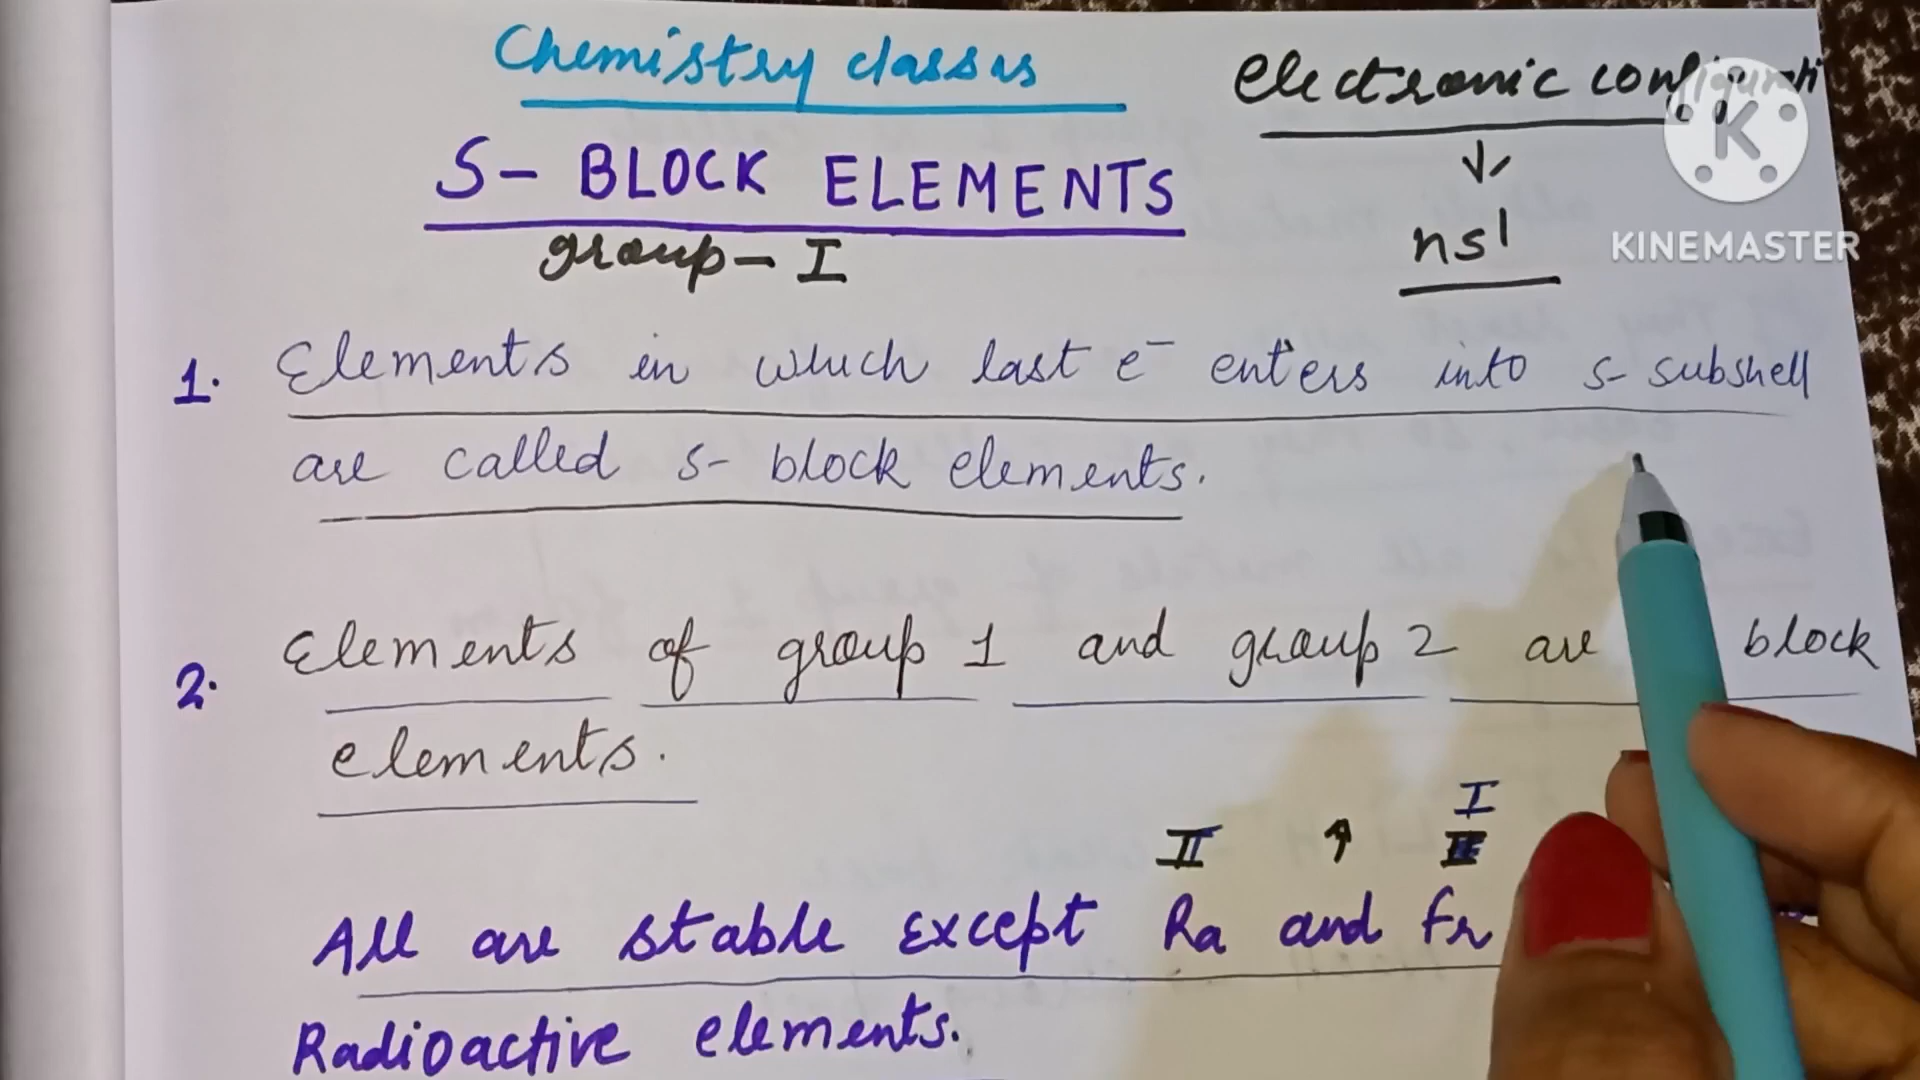 Chemistry classes
Electronic configurati
↓
ns¹
K
KINEMASTER
S- BLOCK ELEMENTS
group- I
1. Elements in which last e⁻ enters into s- subshell
are called s- block elements.
2. Elements of group 1 and group 2 are block
elements.
I
II ↑
All are stable except Ra and Fr
Radioactive elements.